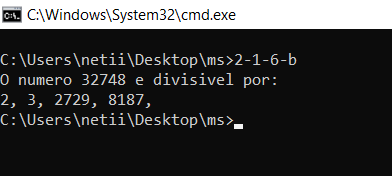 C:\Windows\System32\cmd.exe
C:\Users\netii\Desktop\ms>2-1-6-b
O numero 32748 e divisivel por:
2, 3, 2729, 8187,
C:\Users\netii\Desktop\ms>